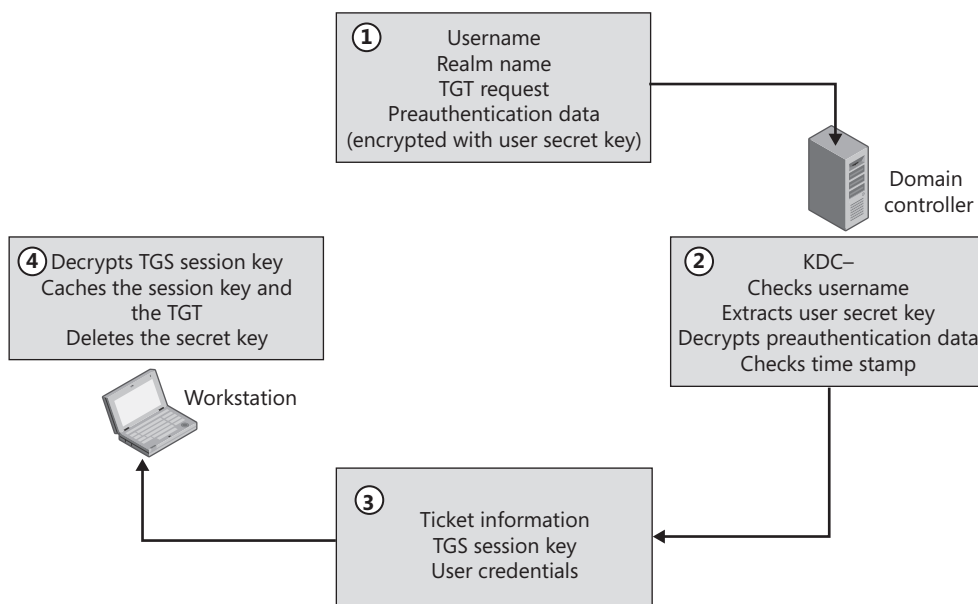 1
Username
Realm name
TGT request
Preauthentication data
(encrypted with user secret key)
Domain
controller
2
KDC–
Checks username
Extracts user secret key
Decrypts preauthentication data
Checks time stamp
3
Ticket information
TGS session key
User credentials
4
Decrypts TGS session key
Caches the session key and
the TGT
Deletes the secret key
Workstation